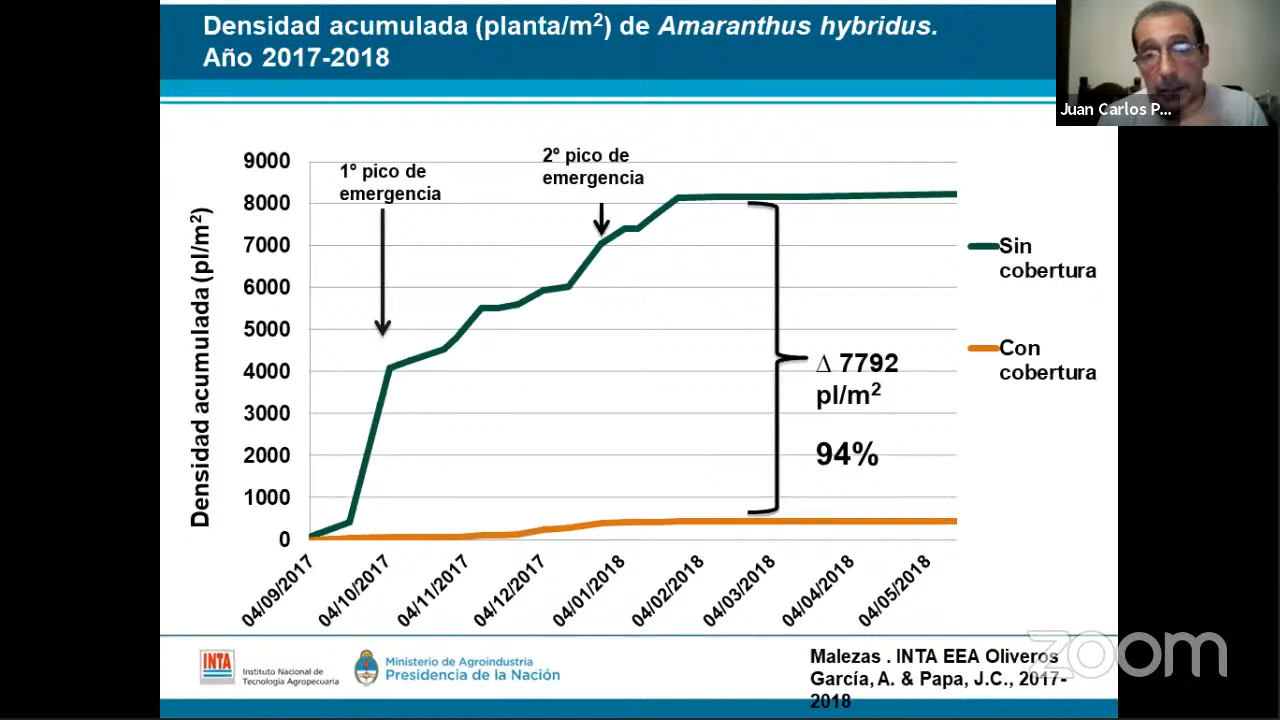 Densidad acumulada (planta/m²) de Amaranthus hybridus.
Año 2017-2018
Juan Carlos P...
1º pico de
emergencia
2º pico de
emergencia
Densidad acumulada (pl/m²)
9000
8000
7000
6000
5000
4000
3000
2000
1000
0
Sin
cobertura
Con
cobertura
∆ 7792
pl/m²
94%
04/09/2017
04/10/2017
04/11/2017
04/12/2017
04/01/2018
04/02/2018
04/03/2018
04/04/2018
04/05/2018
INTA
Instituto Nacional de
Tecnología Agropecuaria
Ministerio de Agroindustria
Presidencia de la Nación
Malezas . INTA EEA Oliveros
García, A. & Papa, J.C., 2017-
2018
zoom